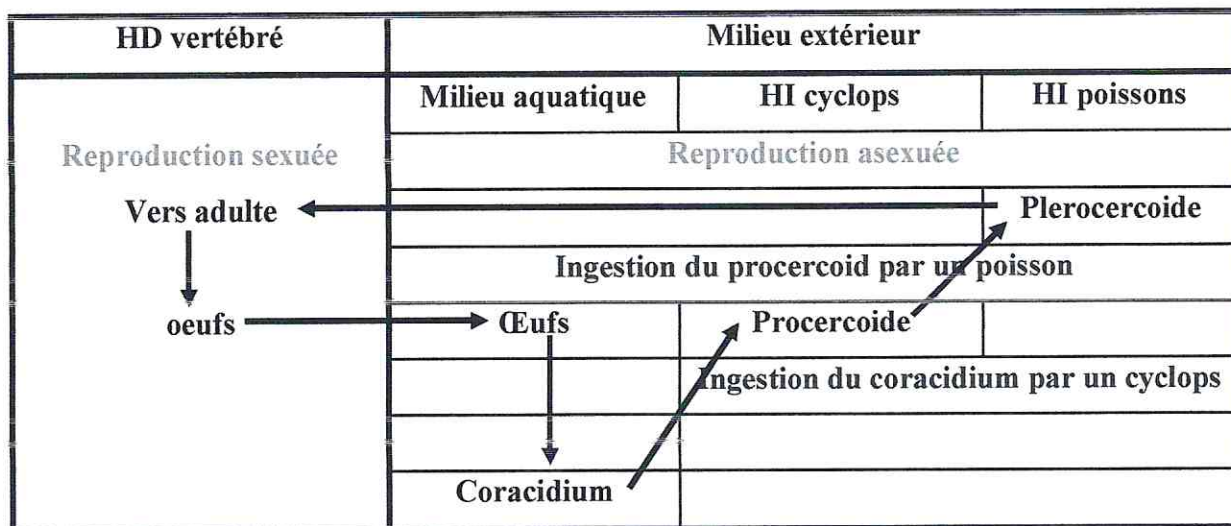 HD vertébré
Milieu extérieur
Milieu aquatique
HI cyclops
HI poissons
Reproduction sexuée
Reproduction asexuée
Vers adulte
Plerocercoide
Ingestion du procercoid par un poisson
oeufs
Œufs
Procercoide
Ingestion du coracidium par un cyclops
Coracidium